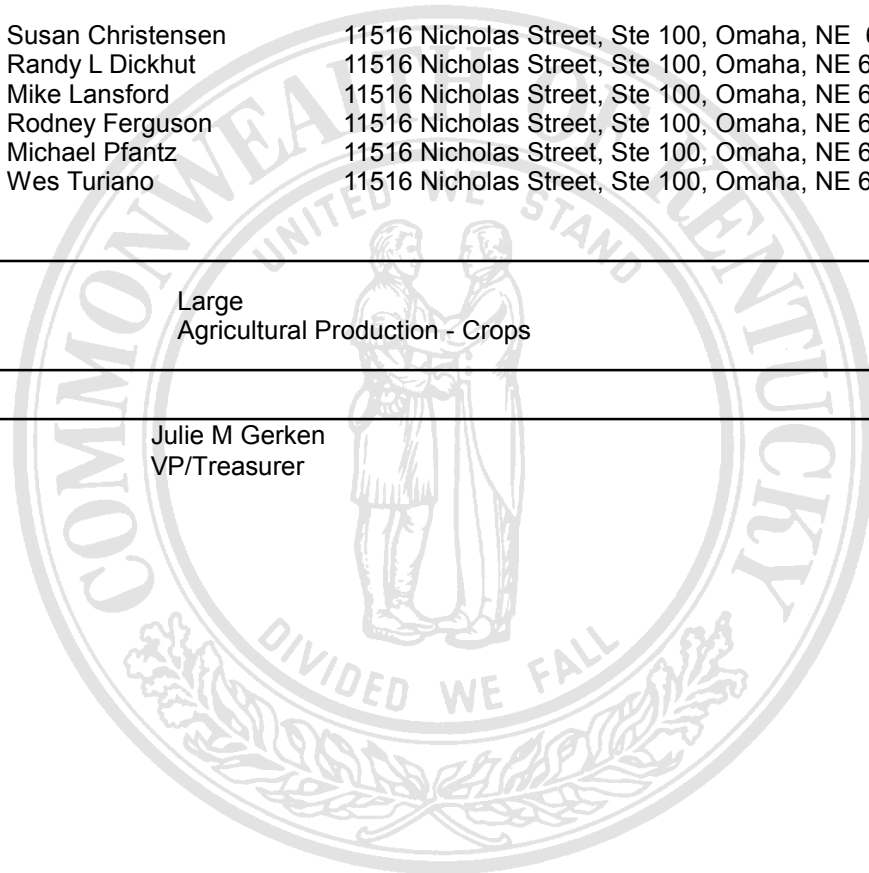 Susan Christensen 11516 Nicholas Street, Ste 100, Omaha, NE
Randy L Dickhut 11516 Nicholas Street, Ste 100, Omaha, NE
Mike Lansford 11516 Nicholas Street, Ste 100, Omaha, NE
Rodney Ferguson 11516 Nicholas Street, Ste 100, Omaha, NE
Michael Pfantz 11516 Nicholas Street, Ste 100, Omaha, NE
Wes Turiano 11516 Nicholas Street, Ste 100, Omaha, NE
Large
Agricultural Production - Crops
Julie M Gerken
VP/Treasurer
COMMONWEALTH OF KENTUCKY
UNITED WE STAND
DIVIDED WE FALL